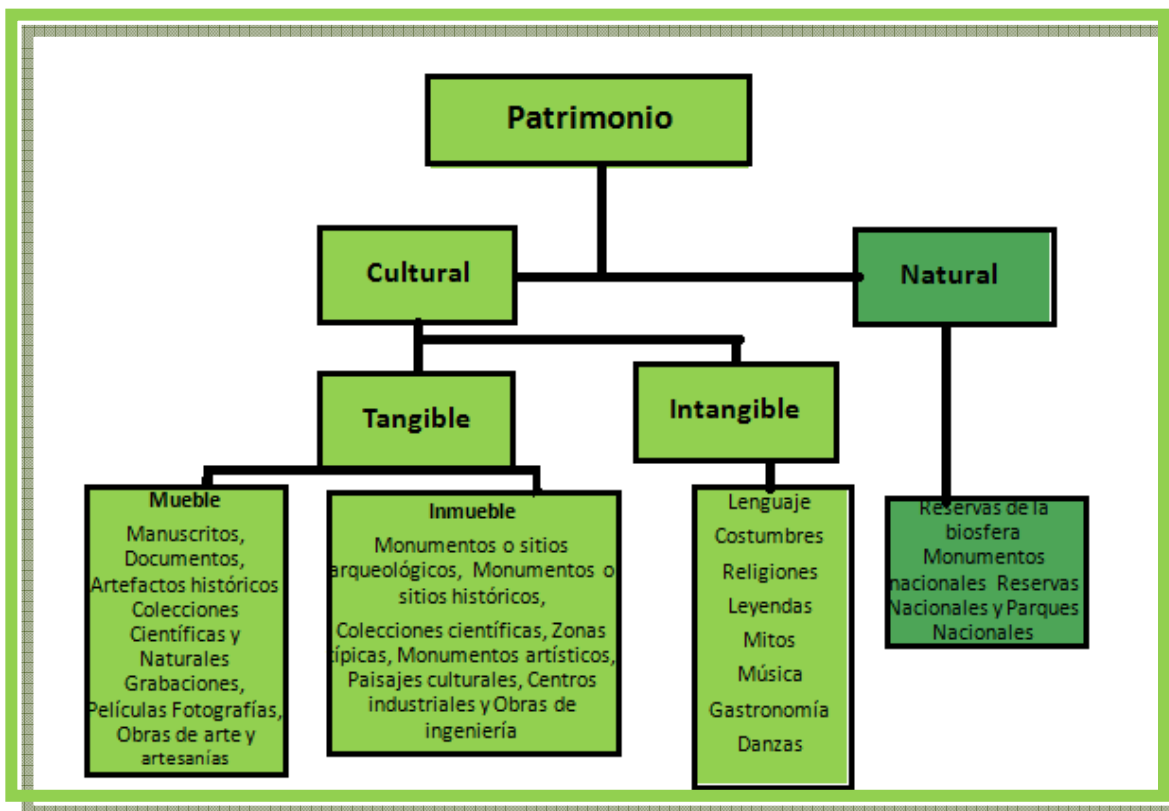 Patrimonio
Cultural
Natural
Tangible
Intangible
Mueble
Manuscritos,
Documentos,
Artefactos históricos
Colecciones
Científicas y
Naturales
Grabaciones,
Películas Fotografías,
Obras de arte y
artesanías
Inmueble
Monumentos o sitios
arqueológicos, Monumentos o
sitios históricos,
Colecciones científicas, Zonas
típicas, Monumentos artísticos,
Paisajes culturales, Centros
industriales y Obras de
ingeniería
Lenguaje
Costumbres
Religiones
Leyendas
Mitos
Música
Gastronomía
Danzas
Reservas de la
biosfera
Monumentos
nacionales Reservas
Nacionales y Parques
Nacionales